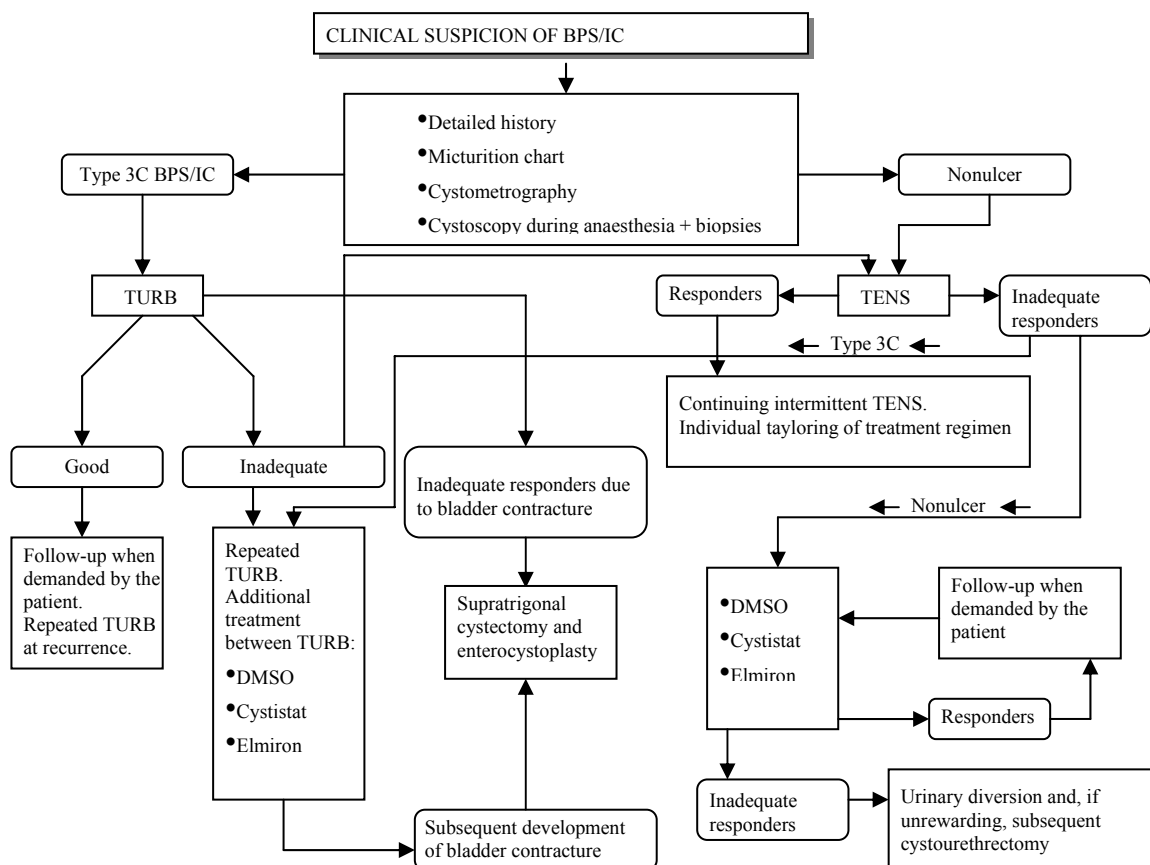 CLINICAL SUSPICION OF BPS/IC
•Detailed history
•Micturition chart
•Cystometrography
•Cystoscopy during anaesthesia + biopsies
Type 3C BPS/IC
Nonulcer
TURB
Responders
TENS
Inadequate
responders
Type 3C
Continuing intermittent TENS.
Individual tayloring of treatment regimen
Good
Inadequate
Inadequate responders due
to bladder contracture
Nonulcer
Follow-up when
demanded by the
patient.
Repeated TURB
at recurrence.
Repeated
TURB.
Additional
treatment
between TURB:
•DMSO
•Cystistat
•Elmiron
Supratrigonal
cystectomy and
enterocystoplasty
•DMSO
•Cystistat
•Elmiron
Follow-up when
demanded by the
patient
Responders
Inadequate
responders
Urinary diversion and, if
unrewarding, subsequent
cystourethrectomy
Subsequent development
of bladder contracture